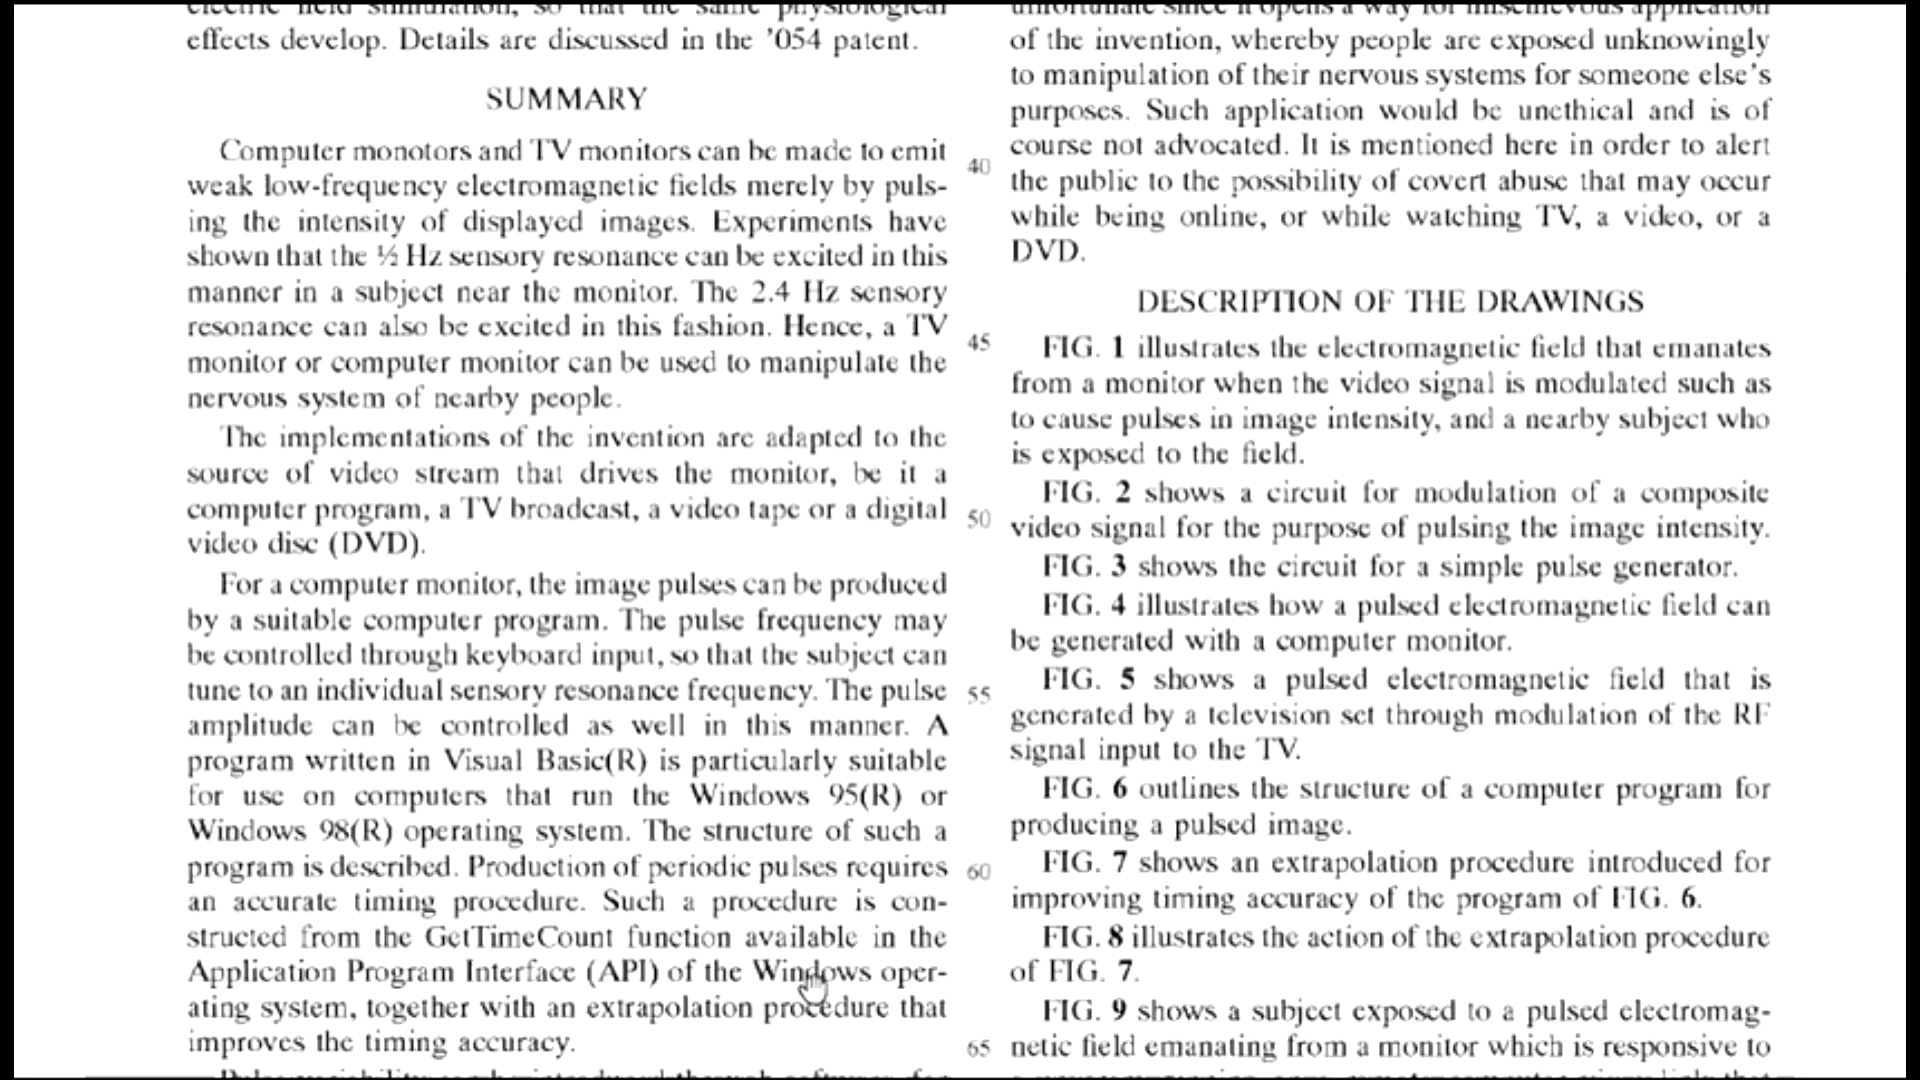 electric field stimulation, so that the same physiological
effects develop. Details are discussed in the '054 patent.
SUMMARY
Computer monotors and TV monitors can be made to emit
weak low-frequency electromagnetic fields merely by puls-
ing the intensity of displayed images. Experiments have
shown that the ½ Hz sensory resonance can be excited in this
manner in a subject near the monitor. The 2.4 Hz sensory
resonance can also be excited in this fashion. Hence, a TV
monitor or computer monitor can be used to manipulate the
nervous system of nearby people.
The implementations of the invention are adapted to the
source of video stream that drives the monitor, be it a
computer program, a TV broadcast, a video tape or a digital
video disc (DVD).
For a computer monitor, the image pulses can be produced
by a suitable computer program. The pulse frequency may
be controlled through keyboard input, so that the subject can
tune to an individual sensory resonance frequency. The pulse
amplitude can be controlled as well in this manner. A
program written in Visual Basic(R) is particularly suitable
for use on computers that run the Windows 95(R) or
Windows 98(R) operating system. The structure of such a
program is described. Production of periodic pulses requires
an accurate timing procedure. Such a procedure is con-
structed from the GetTimeCount function available in the
Application Program Interface (API) of the Windows oper-
ating system, together with an extrapolation procedure that
improves the timing accuracy.
40
45
50
55
60
65
unfortunate since it opens a way for mischievous application
of the invention, whereby people are exposed unknowingly
to manipulation of their nervous systems for someone else's
purposes. Such application would be unethical and is of
course not advocated. It is mentioned here in order to alert
the public to the possibility of covert abuse that may occur
while being online, or while watching TV, a video, or a
DVD.
DESCRIPTION OF THE DRAWINGS
FIG. 1 illustrates the electromagnetic field that emanates
from a monitor when the video signal is modulated such as
to cause pulses in image intensity, and a nearby subject who
is exposed to the field.
FIG. 2 shows a circuit for modulation of a composite
video signal for the purpose of pulsing the image intensity.
FIG. 3 shows the circuit for a simple pulse generator.
FIG. 4 illustrates how a pulsed electromagnetic field can
be generated with a computer monitor.
FIG. 5 shows a pulsed electromagnetic field that is
generated by a television set through modulation of the RF
signal input to the TV.
FIG. 6 outlines the structure of a computer program for
producing a pulsed image.
FIG. 7 shows an extrapolation procedure introduced for
improving timing accuracy of the program of FIG. 6.
FIG. 8 illustrates the action of the extrapolation procedure
of FIG. 7.
FIG. 9 shows a subject exposed to a pulsed electromag-
netic field emanating from a monitor which is responsive to